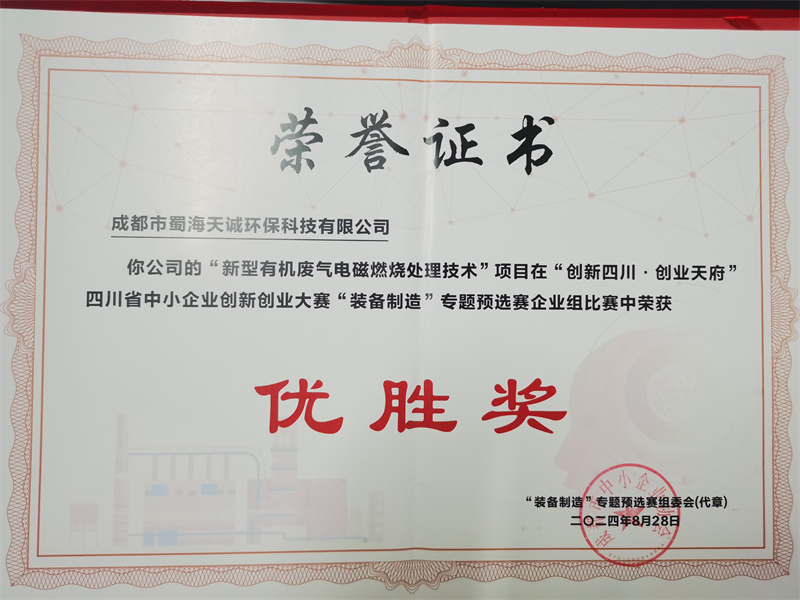 荣誉证书
成都市蜀海天诚环保科技有限公司
你公司的“新型有机废气电磁燃烧处理技术”项目在“创新四川·创业天府”
四川省中小企业创新创业大赛“装备制造”专题预选赛企业组比赛中荣获
优胜奖
“装备制造”专题预选赛组委会(代章)
二〇二四年8月28日